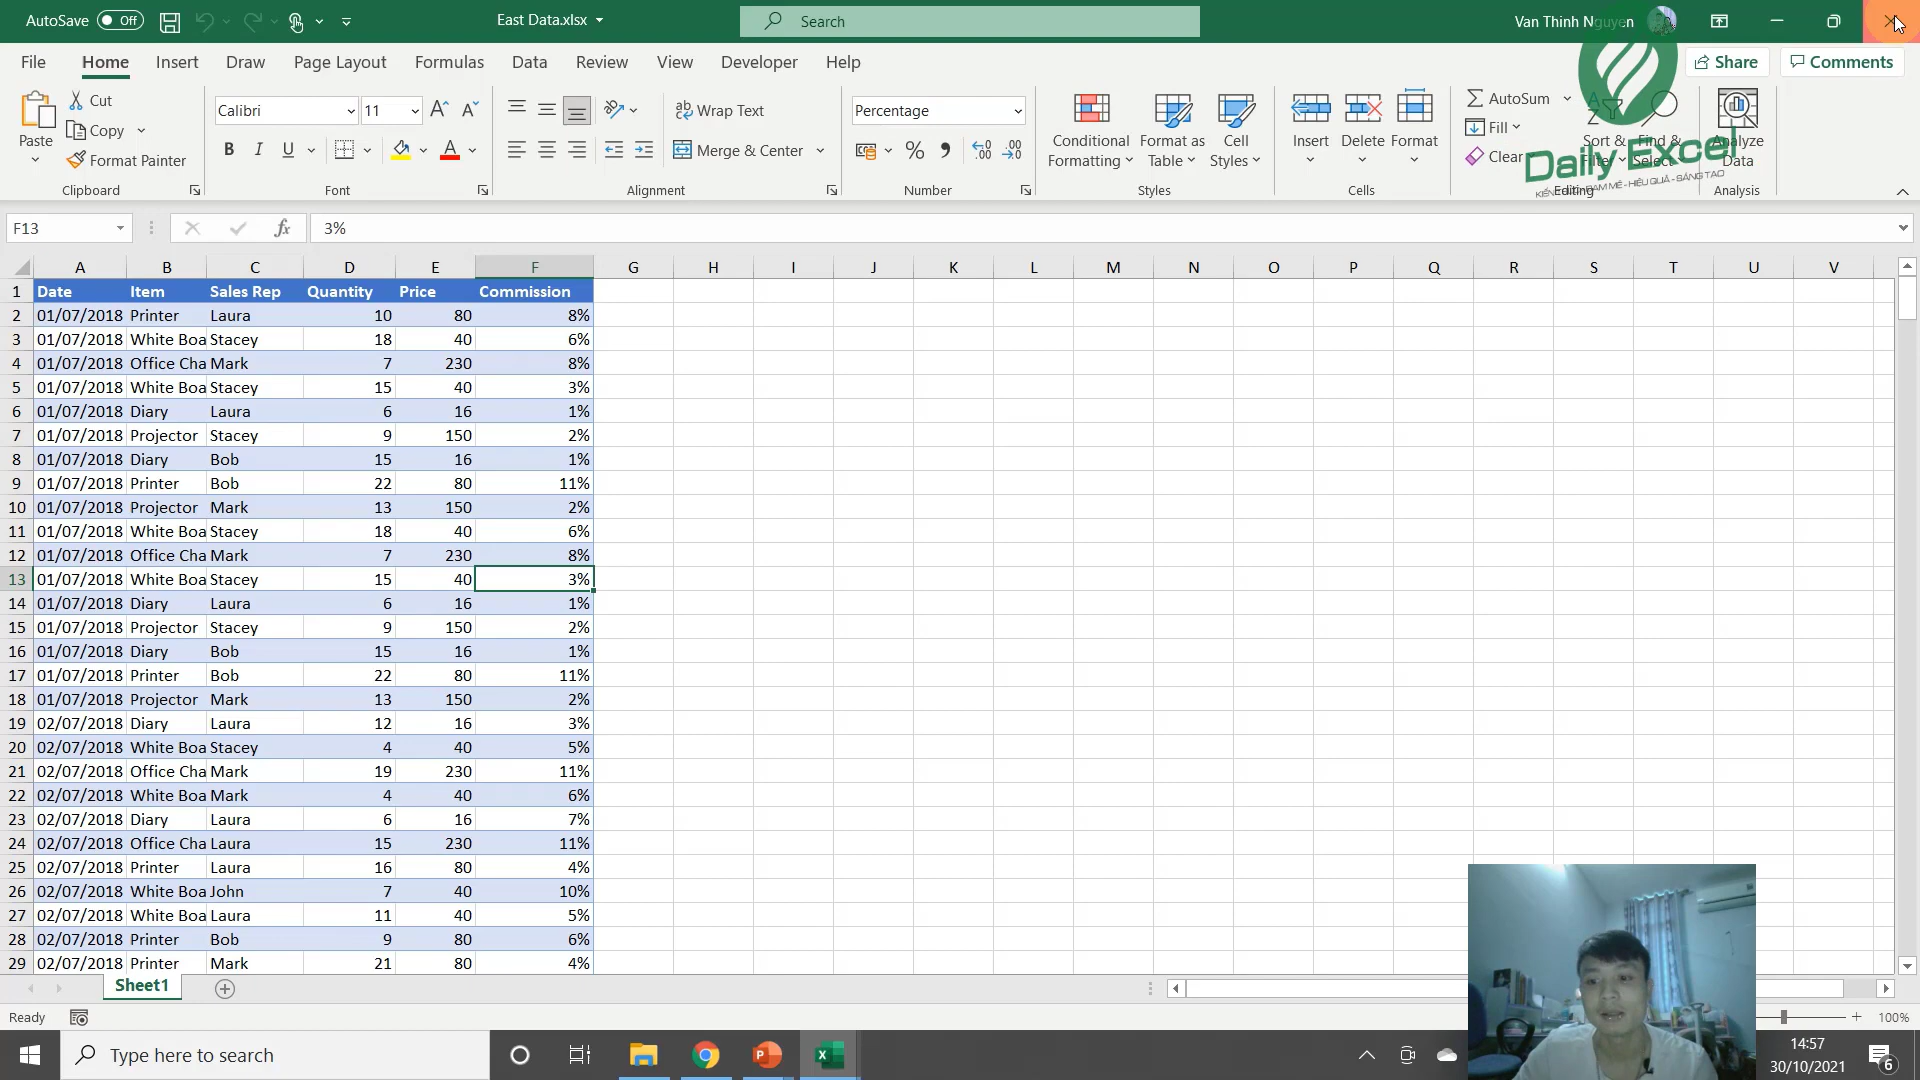 AutoSave Off East Data.xlsx Search Van Thinh Nguyen
File Home Insert Draw Page Layout Formulas Data Review View Developer Help Share Comments
Paste Cut Copy Format Painter Clipboard
Calibri 11 B I U A Font
Wrap Text Merge & Center Alignment
Percentage % Number
Conditional Formatting Format as Table Cell Styles Styles
Insert Delete Format Cells
AutoSum Fill Clear Sort & Filter Find & Select Editing
Analyze Data Analysis
Daily Excel
F13 fx 3%
A B C D E F G H I J K L M N O P Q R S T U V
1 Date Item Sales Rep Quantity Price Commission
2 01/07/2018 Printer Laura 10 80 8%
3 01/07/2018 White Boa Stacey 18 40 6%
4 01/07/2018 Office Cha Mark 7 230 8%
5 01/07/2018 White Boa Stacey 15 40 3%
6 01/07/2018 Diary Laura 6 16 1%
7 01/07/2018 Projector Stacey 9 150 2%
8 01/07/2018 Diary Bob 15 16 1%
9 01/07/2018 Printer Bob 22 80 11%
10 01/07/2018 Projector Mark 13 150 2%
11 01/07/2018 White Boa Stacey 18 40 6%
12 01/07/2018 Office Cha Mark 7 230 8%
13 01/07/2018 White Boa Stacey 15 40 3%
14 01/07/2018 Diary Laura 6 16 1%
15 01/07/2018 Projector Stacey 9 150 2%
16 01/07/2018 Diary Bob 15 16 1%
17 01/07/2018 Printer Bob 22 80 11%
18 01/07/2018 Projector Mark 13 150 2%
19 02/07/2018 Diary Laura 12 16 3%
20 02/07/2018 White Boa Stacey 4 40 5%
21 02/07/2018 Office Cha Mark 19 230 11%
22 02/07/2018 White Boa Mark 4 40 6%
23 02/07/2018 Diary Laura 6 16 7%
24 02/07/2018 Office Cha Laura 15 230 11%
25 02/07/2018 Printer Laura 16 80 4%
26 02/07/2018 White Boa John 7 40 10%
27 02/07/2018 White Boa Laura 11 40 5%
28 02/07/2018 Printer Bob 9 80 6%
29 02/07/2018 Printer Mark 21 80 4%
Sheet1
Ready 100%
Type here to search 14:57
30/10/2021 6